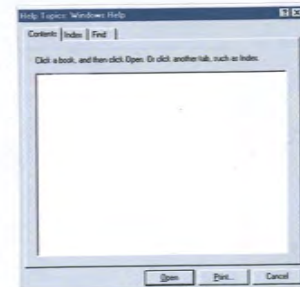 Help Topics: Windows Help
Contents Index Find
Click a book, and then click Open. Or click another tab, such as Index.
Open Print... Cancel